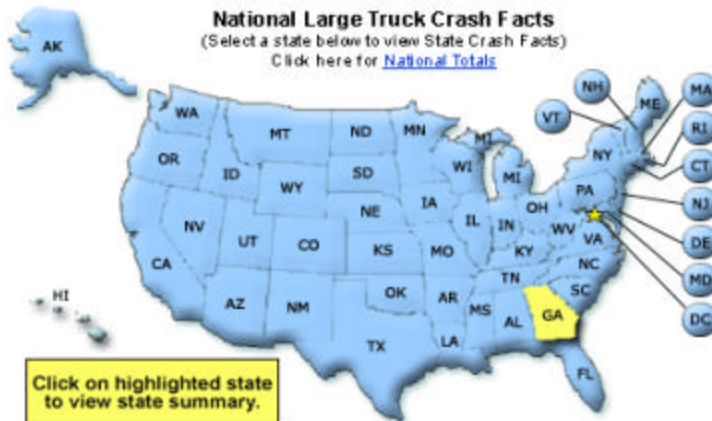 National Large Truck Crash Facts
(Select a state below to view State Crash Facts)
Click here for National Totals
AK
NH
ME
MA
WA
VT
RI
MT
ND
MN
MI
OR
NY
CT
ID
SD
WI
MI
WY
PA
NJ
IA
OH
NE
NV
IL
IN
DE
UT
CO
WV
VA
KS
MO
KY
CA
NC
MD
TN
OK
AR
SC
HI
AZ
NM
MS
AL
GA
DC
TX
LA
FL
Click on highlighted state
to view state summary.